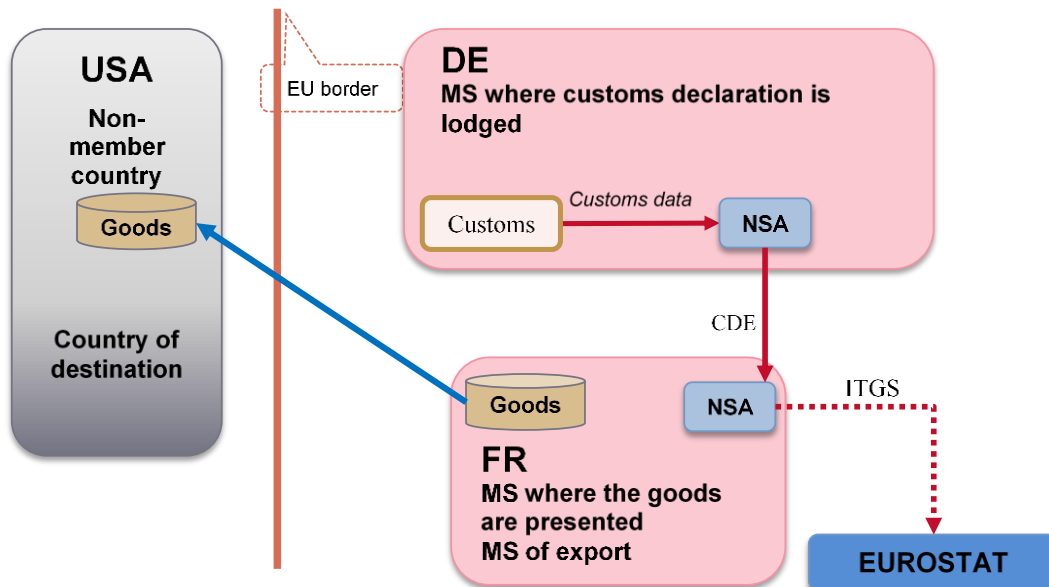 USA
Non-
member
country
Goods
Country of
destination
EU border
DE
MS where customs declaration is
lodged
Customs
Customs data
NSA
CDE
Goods
NSA
ITGS
FR
MS where the goods
are presented
MS of export
EUROSTAT